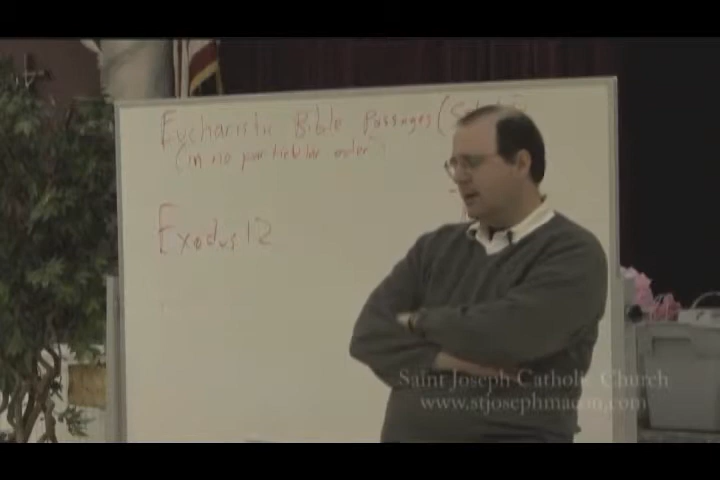 Eucharistic Bible Passages (
(in no particular order
Exodus 12
Saint Joseph Catholic Church
www.stjosephmacon.com